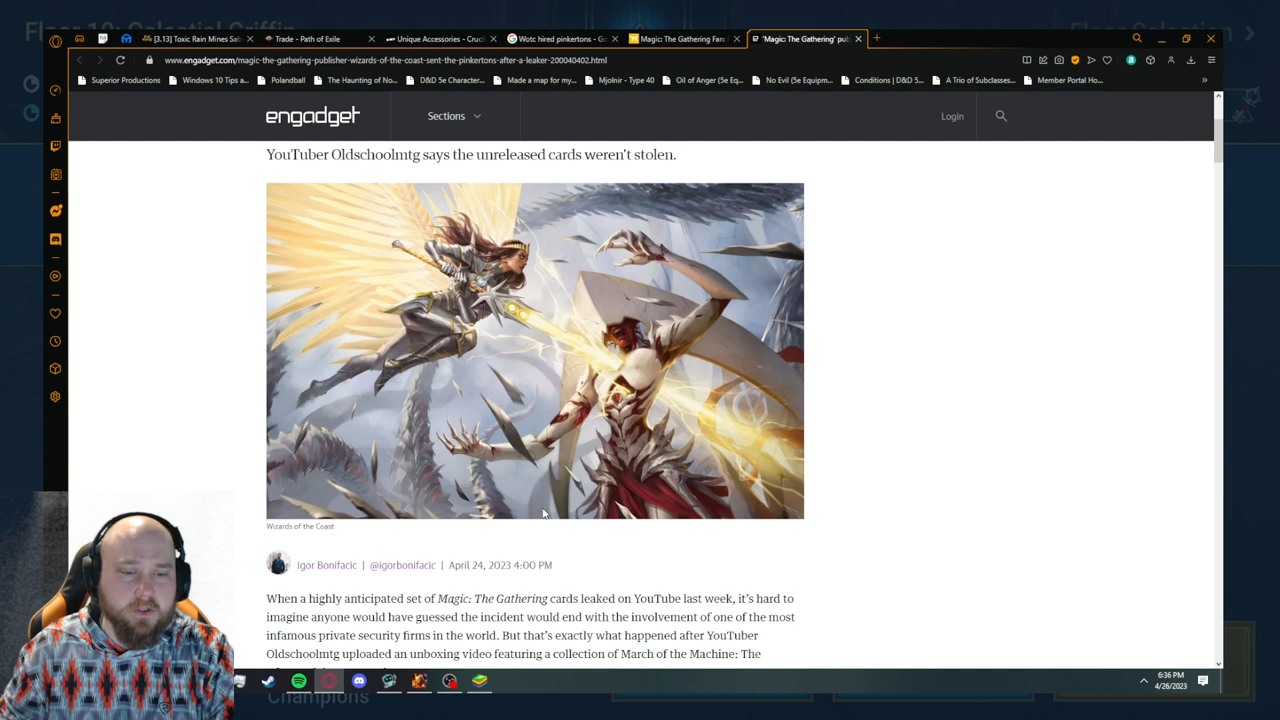 [3.13] Toxic Rain Mines Sab
Trade - Path of Exile
Unique Accessories - Cruci
Wotc hired pinkertons - Go
Magic: The Gathering Fanc
'Magic: The Gathering' pub
www.engadget.com/magic-the-gathering-publisher-wizards-of-the-coast-sent-the-pinkertons-after-a-leaker-200040402.html
Superior Productions
Windows 10 Tips a...
Polandball
The Haunting of No...
D&D 5e Character...
Made a map for my...
Mjolnir - Type 40
Oil of Anger (5e Eq...
No Evil (5e Equipm...
Conditions | D&D 5...
A Trio of Subclasses...
Member Portal Ho...
engadget
Sections
Login
YouTuber Oldschoolmtg says the unreleased cards weren't stolen.
Wizards of the Coast
Igor Bonifacic | @igorbonifacic | April 24, 2023 4:00 PM
When a highly anticipated set of Magic: The Gathering cards leaked on YouTube last week, it's hard to
imagine anyone would have guessed the incident would end with the involvement of one of the most
infamous private security firms in the world. But that's exactly what happened after YouTuber
Oldschoolmtg uploaded an unboxing video featuring a collection of March of the Machine: The
6:36 PM
4/26/2023
Champions